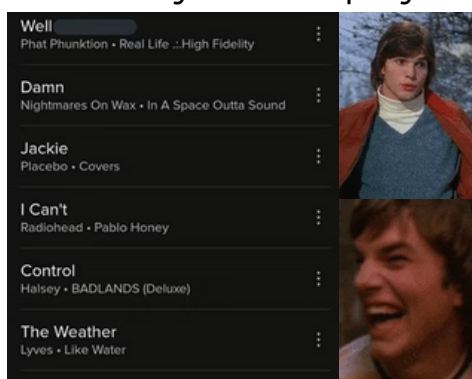 Well
Phat Phunktion • Real Life .:.High Fidelity
Damn
Nightmares On Wax • In A Space Outta Sound
Jackie
Placebo • Covers
I Can't
Radiohead • Pablo Honey
Control
Halsey • BADLANDS (Deluxe)
The Weather
Lyves • Like Water